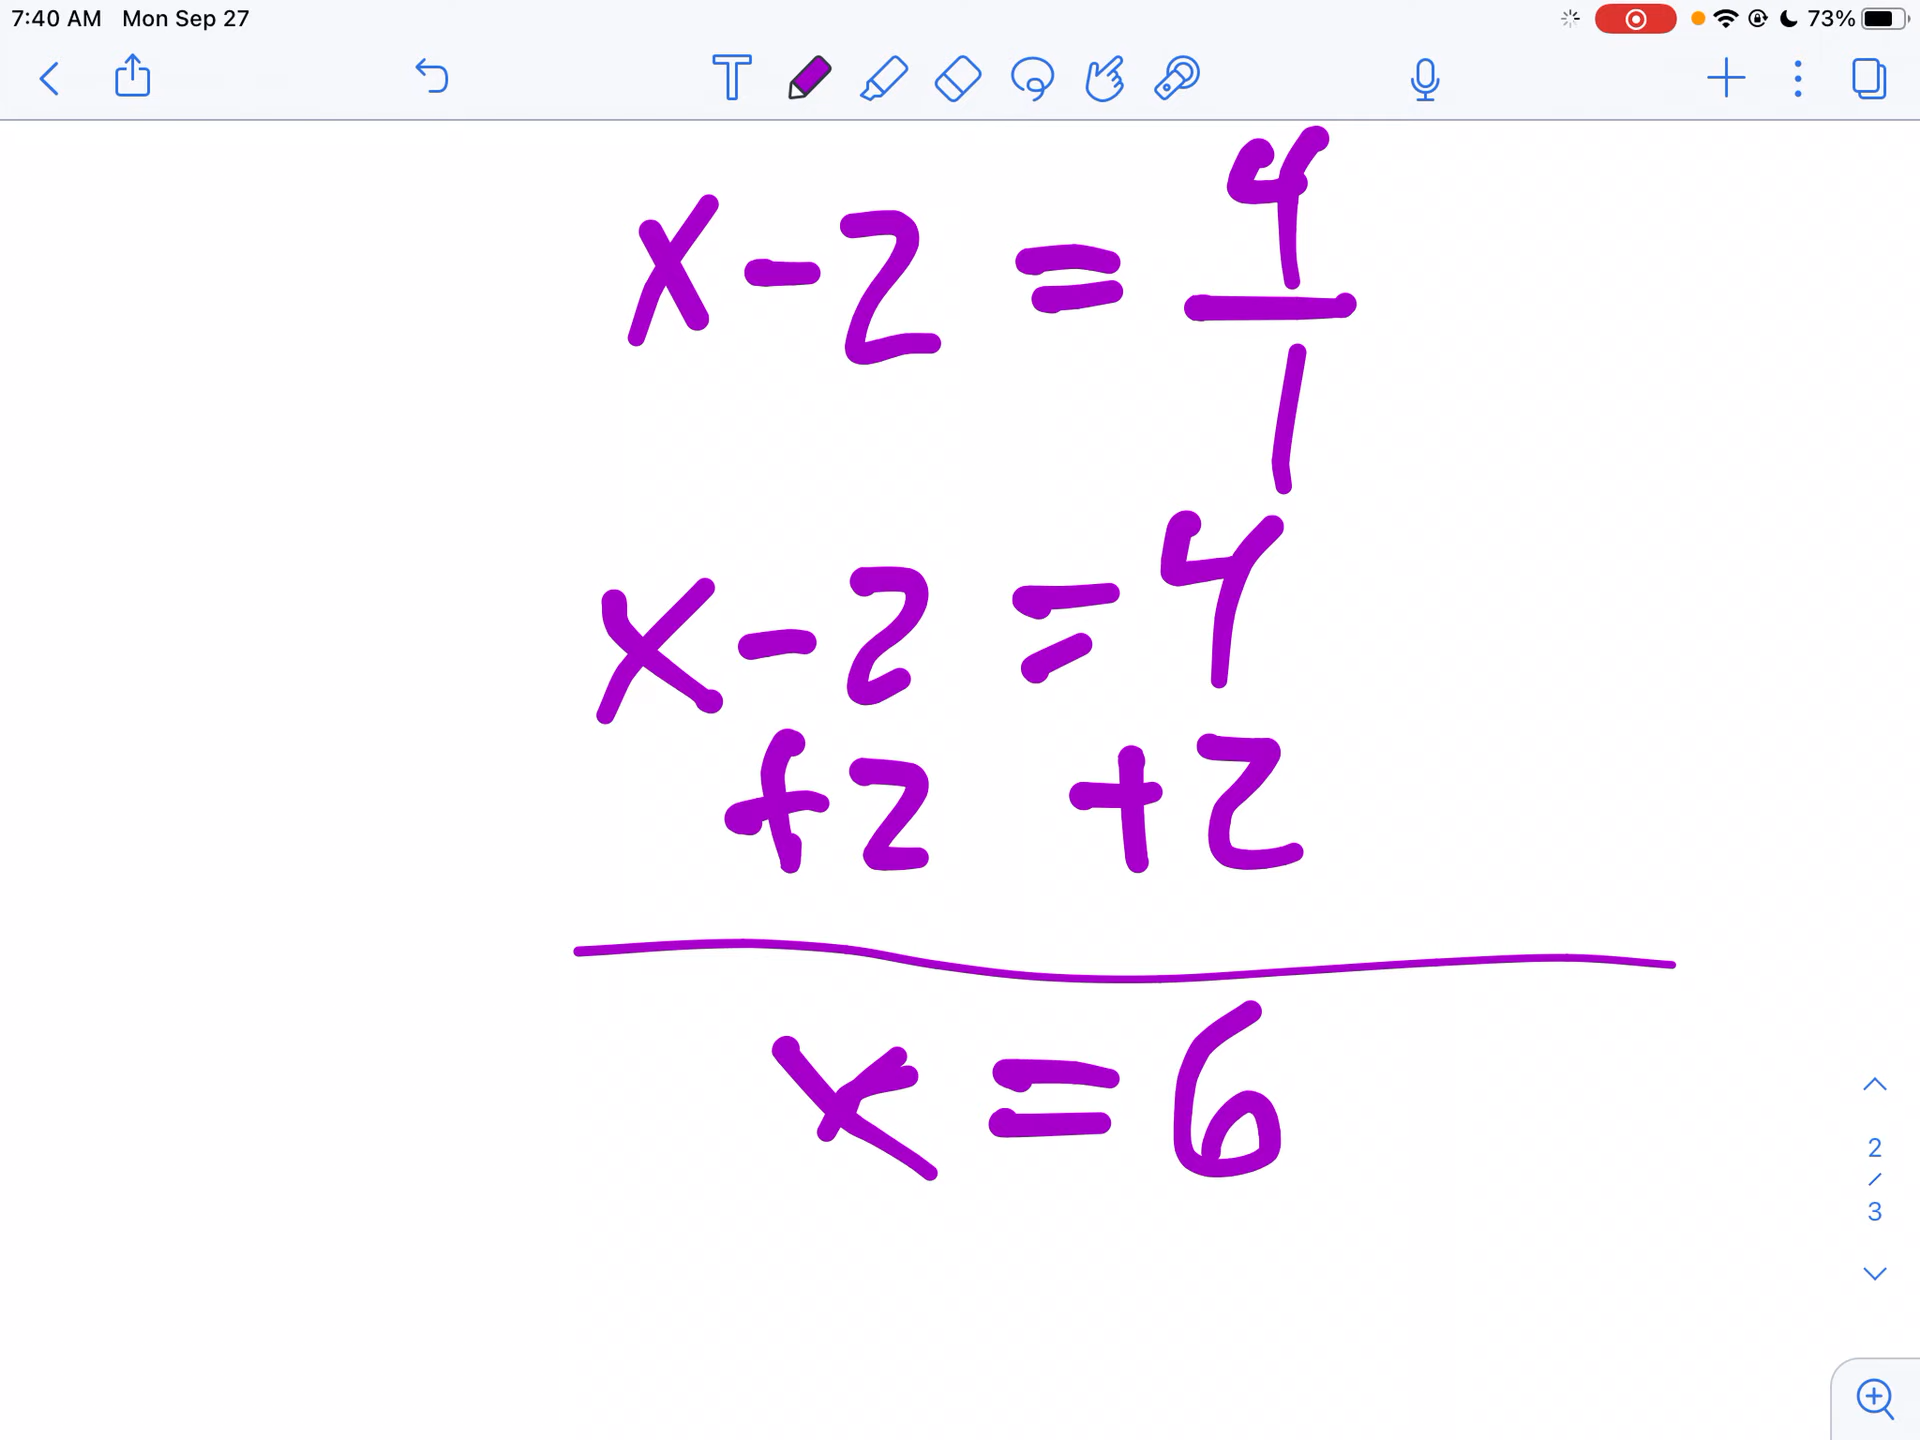 7:40 AM Mon Sep 27
73%
T
x - 2 = 4/1
x - 2 = 4
+2 +2
x = 6
2
/
3